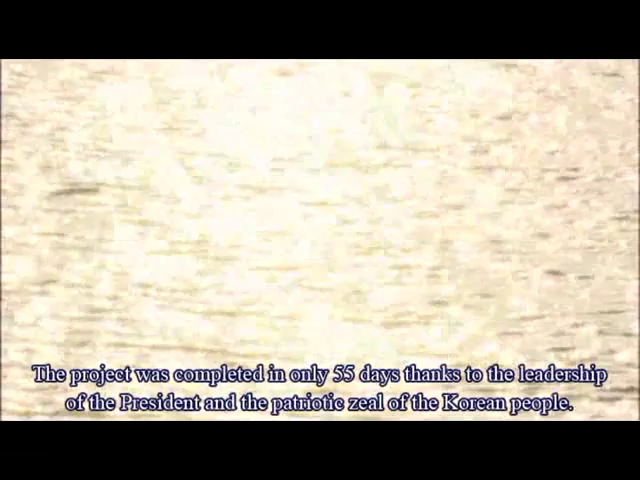 The project was completed in only 55 days thanks to the leadership
of the President and the patriotic zeal of the Korean people.